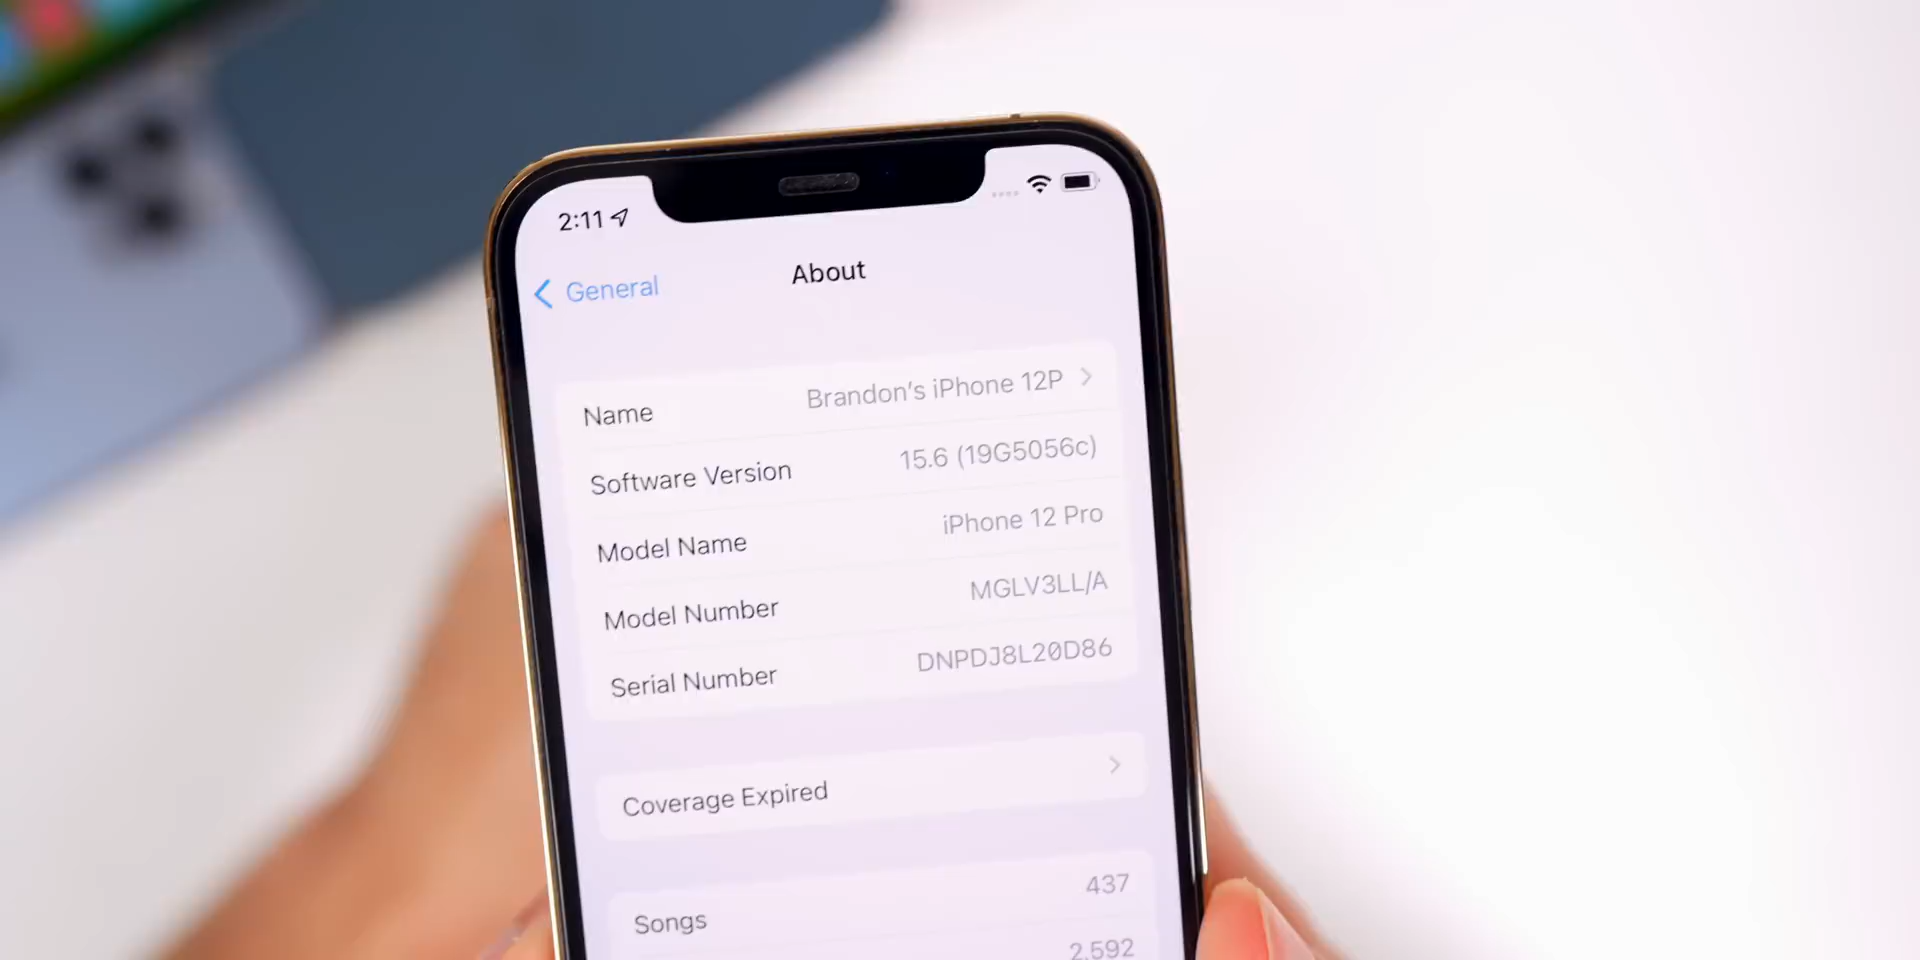 2:11
General
About
Name Brandon's iPhone 12P
Software Version 15.6 (19G5056c)
Model Name iPhone 12 Pro
Model Number MGLV3LL/A
Serial Number DNPDJ8L20D86
Coverage Expired
Songs 437
2,592